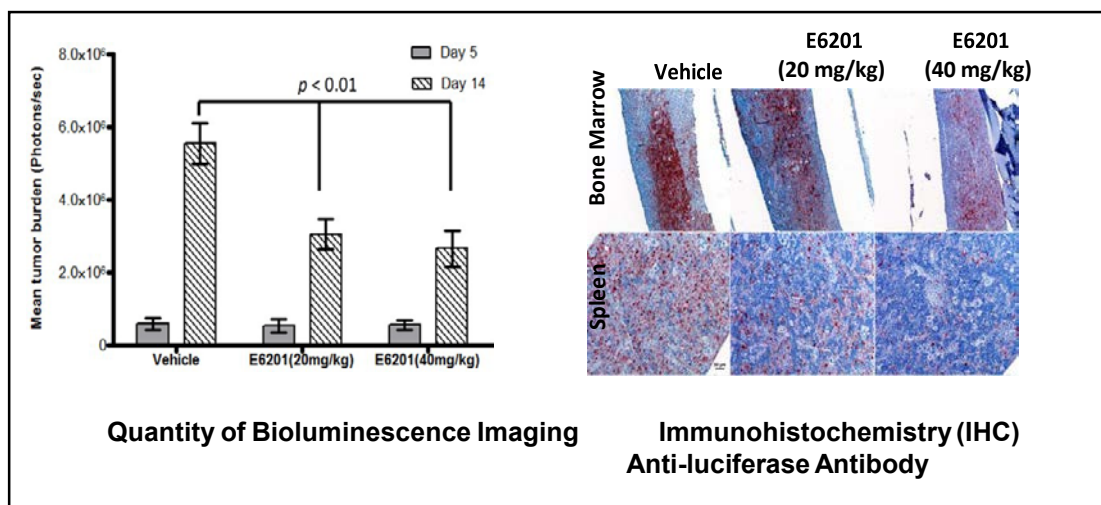 Day 5
Day 14
8.0x10⁶
6.0x10⁶
4.0x10⁶
2.0x10⁶
0
Mean tumor burden (Photons/sec)
p < 0.01
Vehicle
E6201(20mg/kg)
E6201(40mg/kg)
Quantity of Bioluminescence Imaging
Vehicle
E6201
(20 mg/kg)
E6201
(40 mg/kg)
Bone Marrow
Spleen
Immunohistochemistry (IHC)
Anti-luciferase Antibody